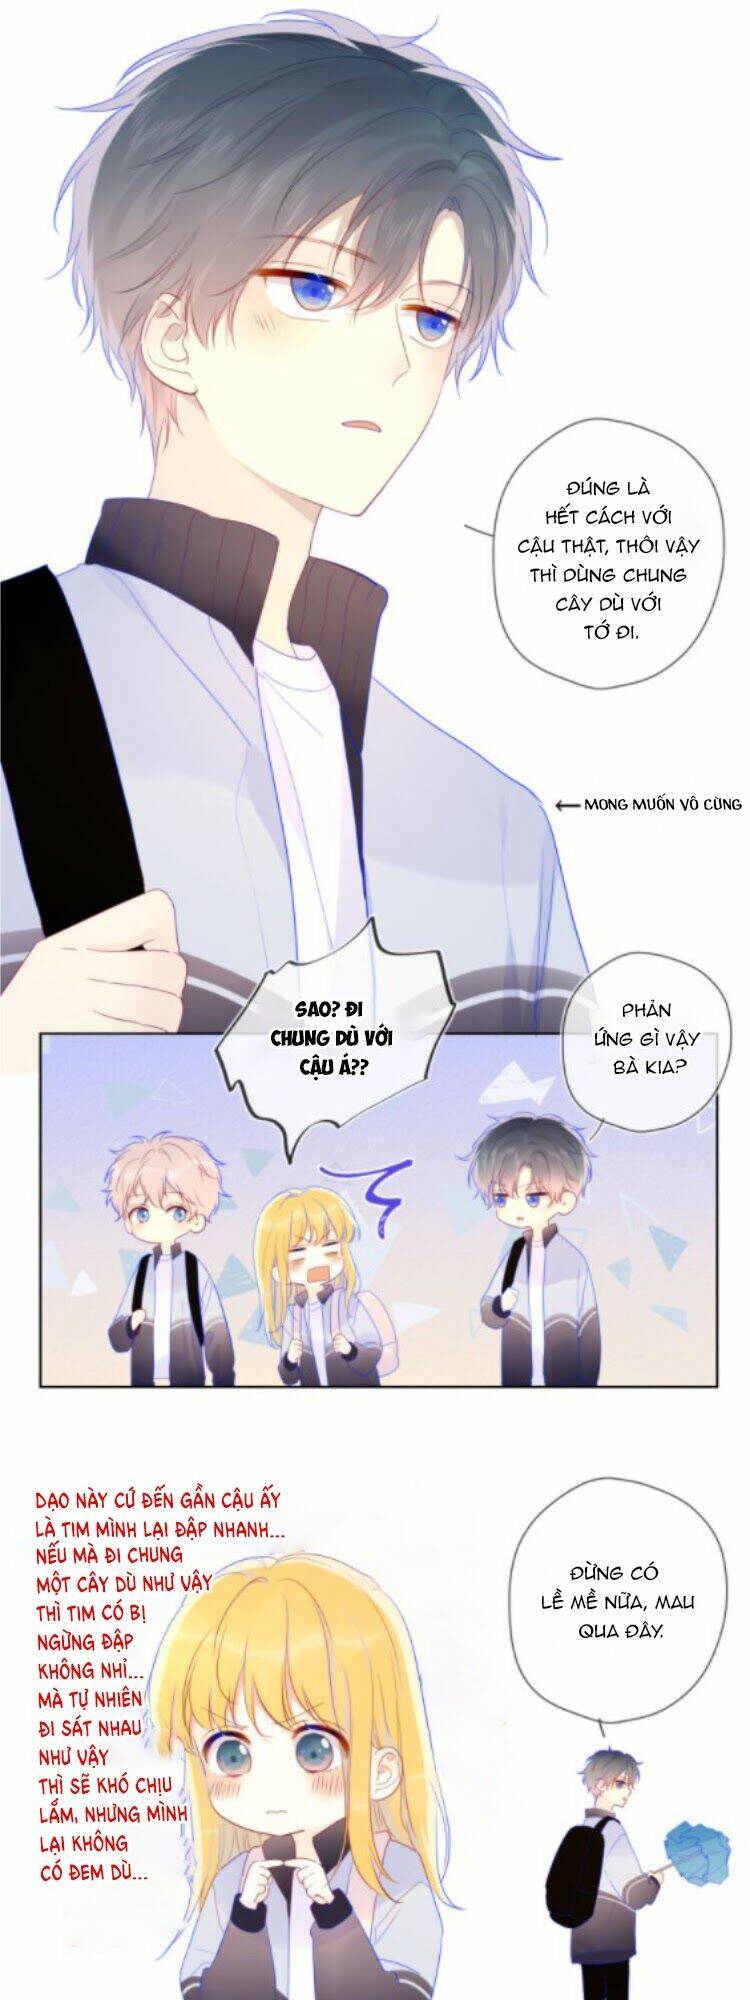 ĐÚNG LÀ
HẾT CÁCH VỚI
CẬU THẬT, THÔI VẬY
THÌ DÙNG CHUNG
CÂY DÙ VỚI
TỚ ĐI.
MONG MUỐN VÔ CÙNG
SAO? ĐI
CHUNG DÙ VỚI
CẬU Á??
PHẢN
ỨNG GÌ VẬY
BÀ KIA?
DẠO NÀY CỨ ĐẾN GẦN CẬU ẤY
LÀ TIM MÌNH LẠI ĐẬP NHANH...
NẾU MÀ ĐI CHUNG
MỘT CÂY DÙ NHƯ VẬY
THÌ TIM CÓ BỊ
NGỪNG ĐẬP
KHÔNG NHỈ...
MÀ TỰ NHIÊN
ĐI SÁT NHAU
NHƯ VẬY
THÌ SẼ KHÓ CHỊU
LẮM, NHƯNG MÌNH
LẠI KHÔNG
CÓ ĐEM DÙ...
ĐỪNG CÓ
LỀ MỀ NỮA, MAU
QUA ĐÂY.